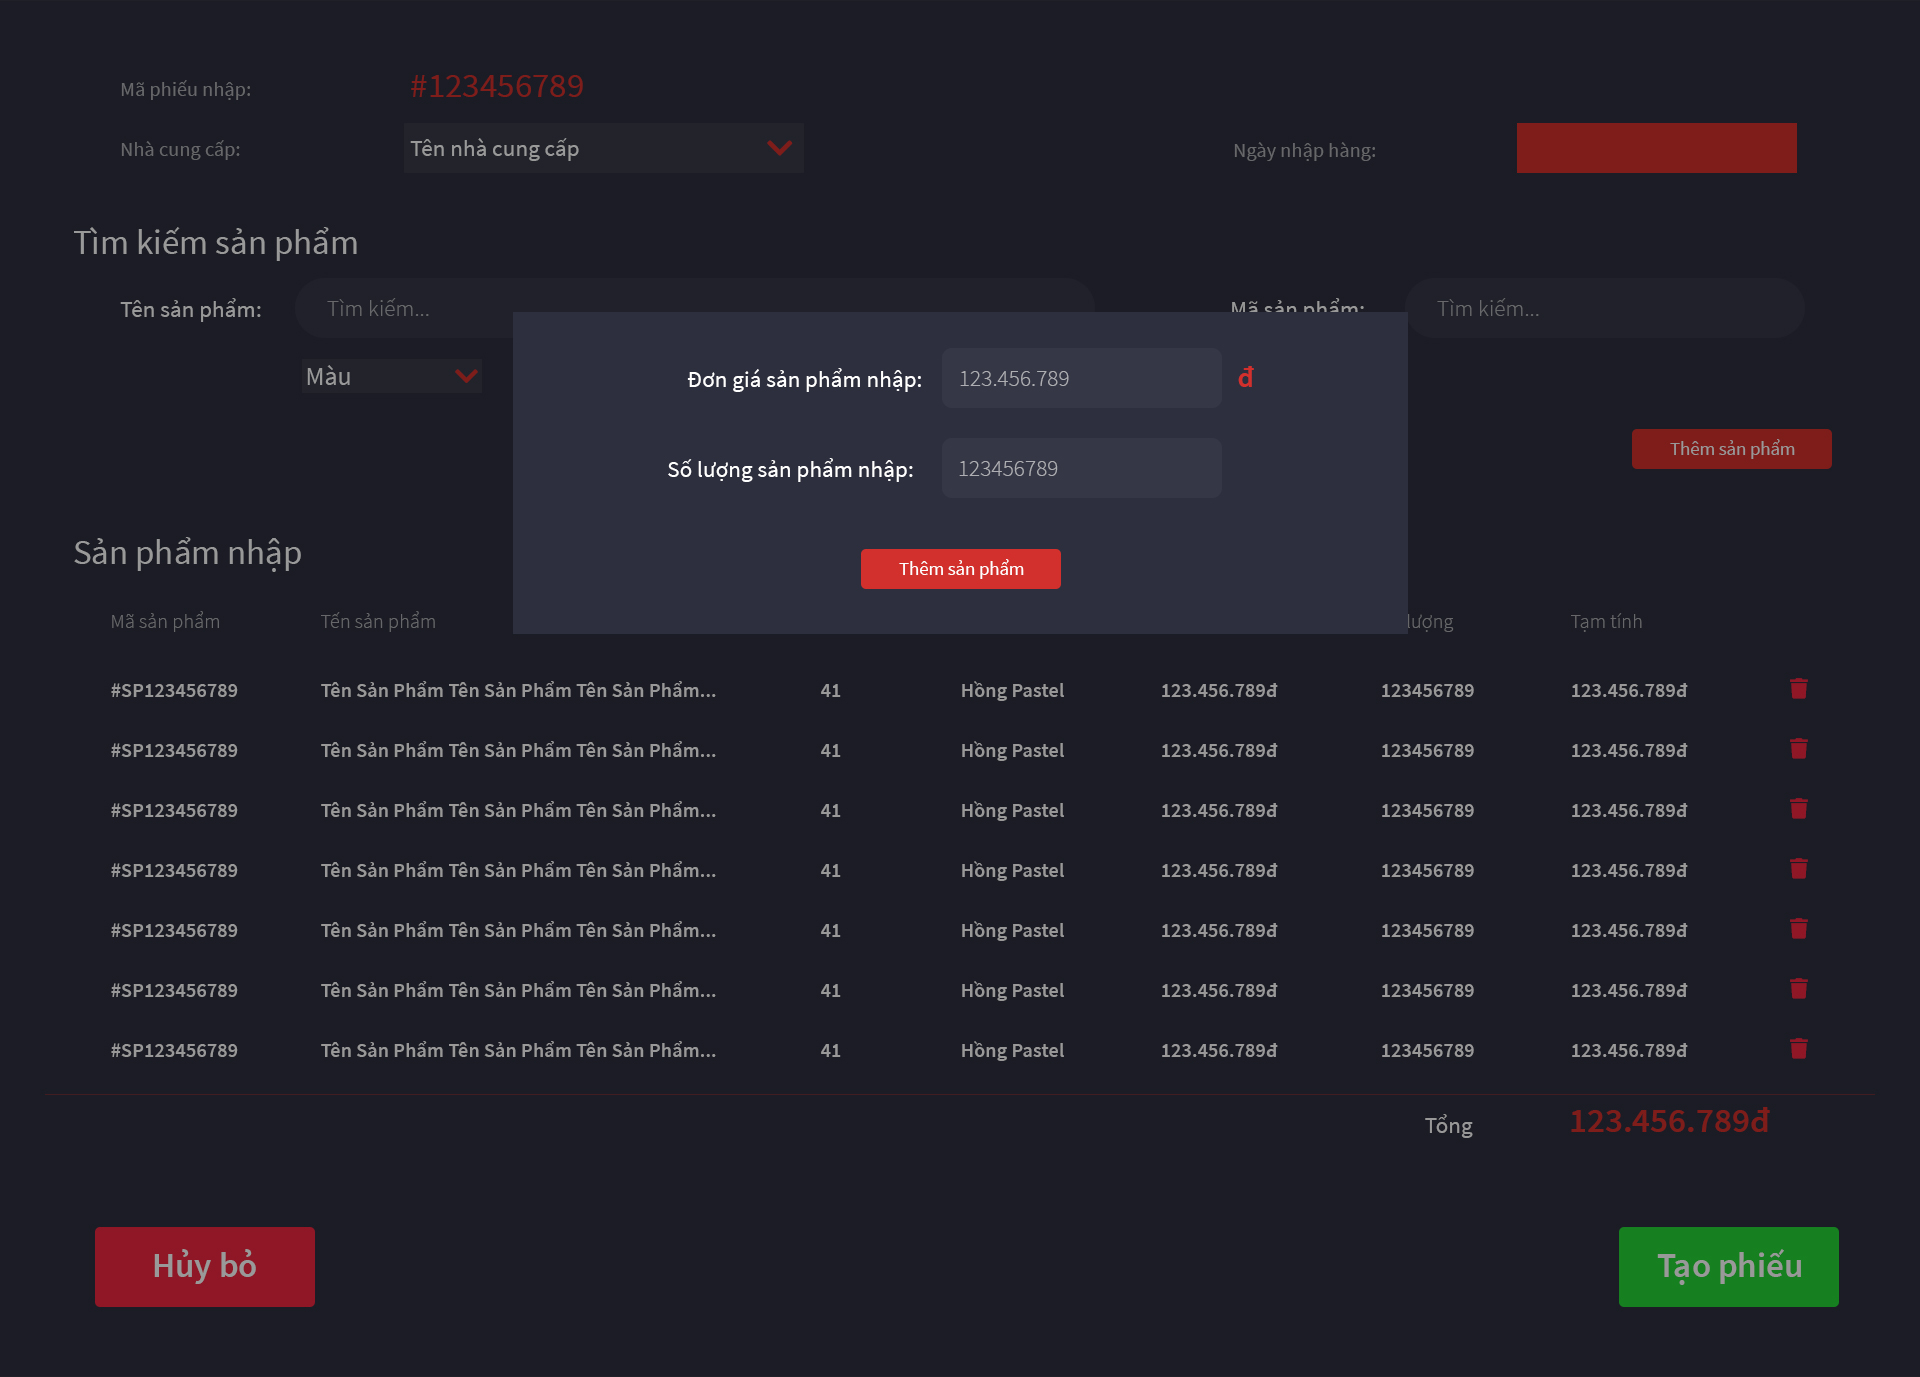 Mã phiếu nhập: #123456789
Nhà cung cấp: Tên nhà cung cấp Ngày nhập hàng:
Tìm kiếm sản phẩm
Tên sản phẩm: Tìm kiếm... Mã sản phẩm: Tìm kiếm...
Màu
Đơn giá sản phẩm nhập: 123.456.789 đ
Thêm sản phẩm
Số lượng sản phẩm nhập: 123456789
Sản phẩm nhập
Thêm sản phẩm
Mã sản phẩm Tến sản phẩm lượng Tạm tính
#SP123456789 Tên Sản Phẩm Tên Sản Phẩm Tên Sản Phẩm... 41 Hồng Pastel 123.456.789đ 123456789 123.456.789đ
#SP123456789 Tên Sản Phẩm Tên Sản Phẩm Tên Sản Phẩm... 41 Hồng Pastel 123.456.789đ 123456789 123.456.789đ
#SP123456789 Tên Sản Phẩm Tên Sản Phẩm Tên Sản Phẩm... 41 Hồng Pastel 123.456.789đ 123456789 123.456.789đ
#SP123456789 Tên Sản Phẩm Tên Sản Phẩm Tên Sản Phẩm... 41 Hồng Pastel 123.456.789đ 123456789 123.456.789đ
#SP123456789 Tên Sản Phẩm Tên Sản Phẩm Tên Sản Phẩm... 41 Hồng Pastel 123.456.789đ 123456789 123.456.789đ
#SP123456789 Tên Sản Phẩm Tên Sản Phẩm Tên Sản Phẩm... 41 Hồng Pastel 123.456.789đ 123456789 123.456.789đ
#SP123456789 Tên Sản Phẩm Tên Sản Phẩm Tên Sản Phẩm... 41 Hồng Pastel 123.456.789đ 123456789 123.456.789đ
Tổng 123.456.789đ
Hủy bỏ Tạo phiếu